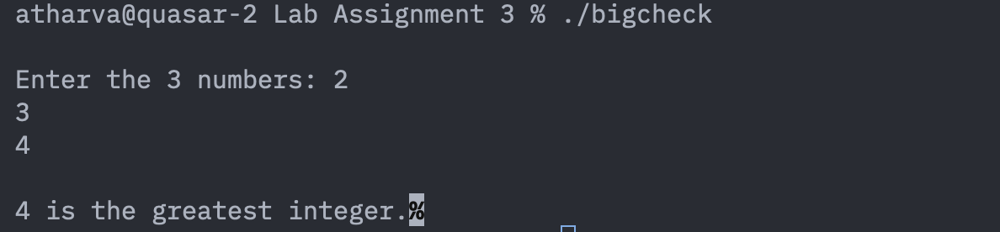 atharva@quasar-2 Lab Assignment 3 % ./bigcheck
Enter the 3 numbers: 2
3
4
4 is the greatest integer.%